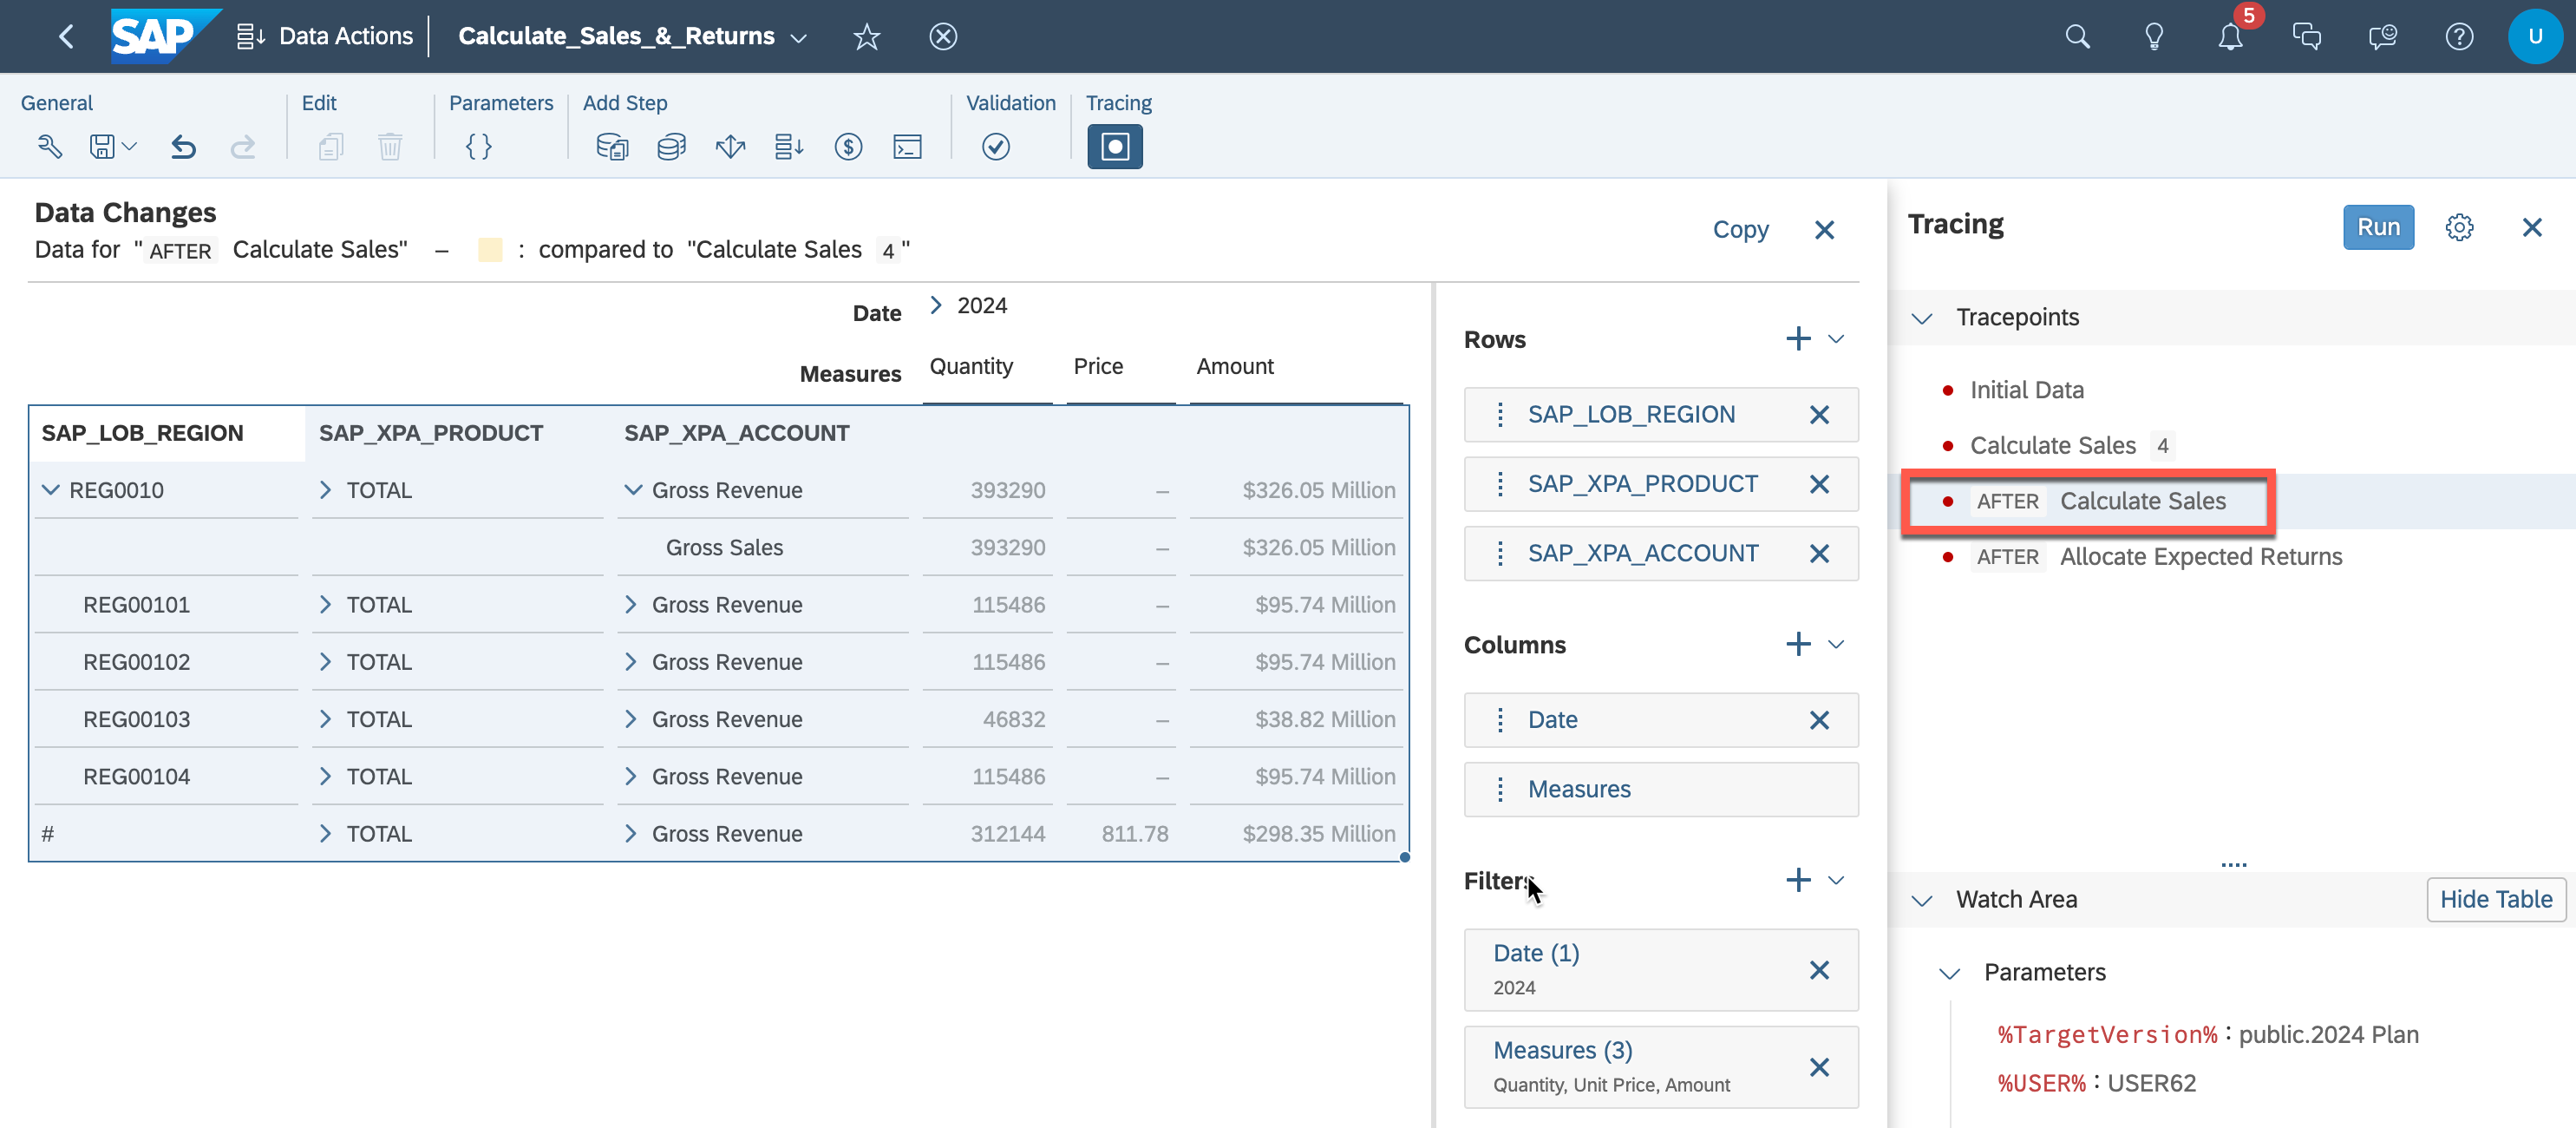 SAP Data Actions Calculate_Sales_&_Returns 5 U
General Edit Parameters Add Step Validation Tracing
Data Changes
Data for "AFTER Calculate Sales" – : compared to "Calculate Sales 4"
Copy
Date 2024
Measures Quantity Price Amount
SAP_LOB_REGION SAP_XPA_PRODUCT SAP_XPA_ACCOUNT
REG0010 TOTAL Gross Revenue 393290 – $326.05 Million
Gross Sales 393290 – $326.05 Million
REG00101 TOTAL Gross Revenue 115486 – $95.74 Million
REG00102 TOTAL Gross Revenue 115486 – $95.74 Million
REG00103 TOTAL Gross Revenue 46832 – $38.82 Million
REG00104 TOTAL Gross Revenue 115486 – $95.74 Million
# TOTAL Gross Revenue 312144 811.78 $298.35 Million
Rows
SAP_LOB_REGION
SAP_XPA_PRODUCT
SAP_XPA_ACCOUNT
Columns
Date
Measures
Filters
Date (1)
2024
Measures (3)
Quantity, Unit Price, Amount
Tracing Run
Tracepoints
Initial Data
Calculate Sales 4
AFTER Calculate Sales
AFTER Allocate Expected Returns
Watch Area Hide Table
Parameters
%TargetVersion% : public.2024 Plan
%USER% : USER62